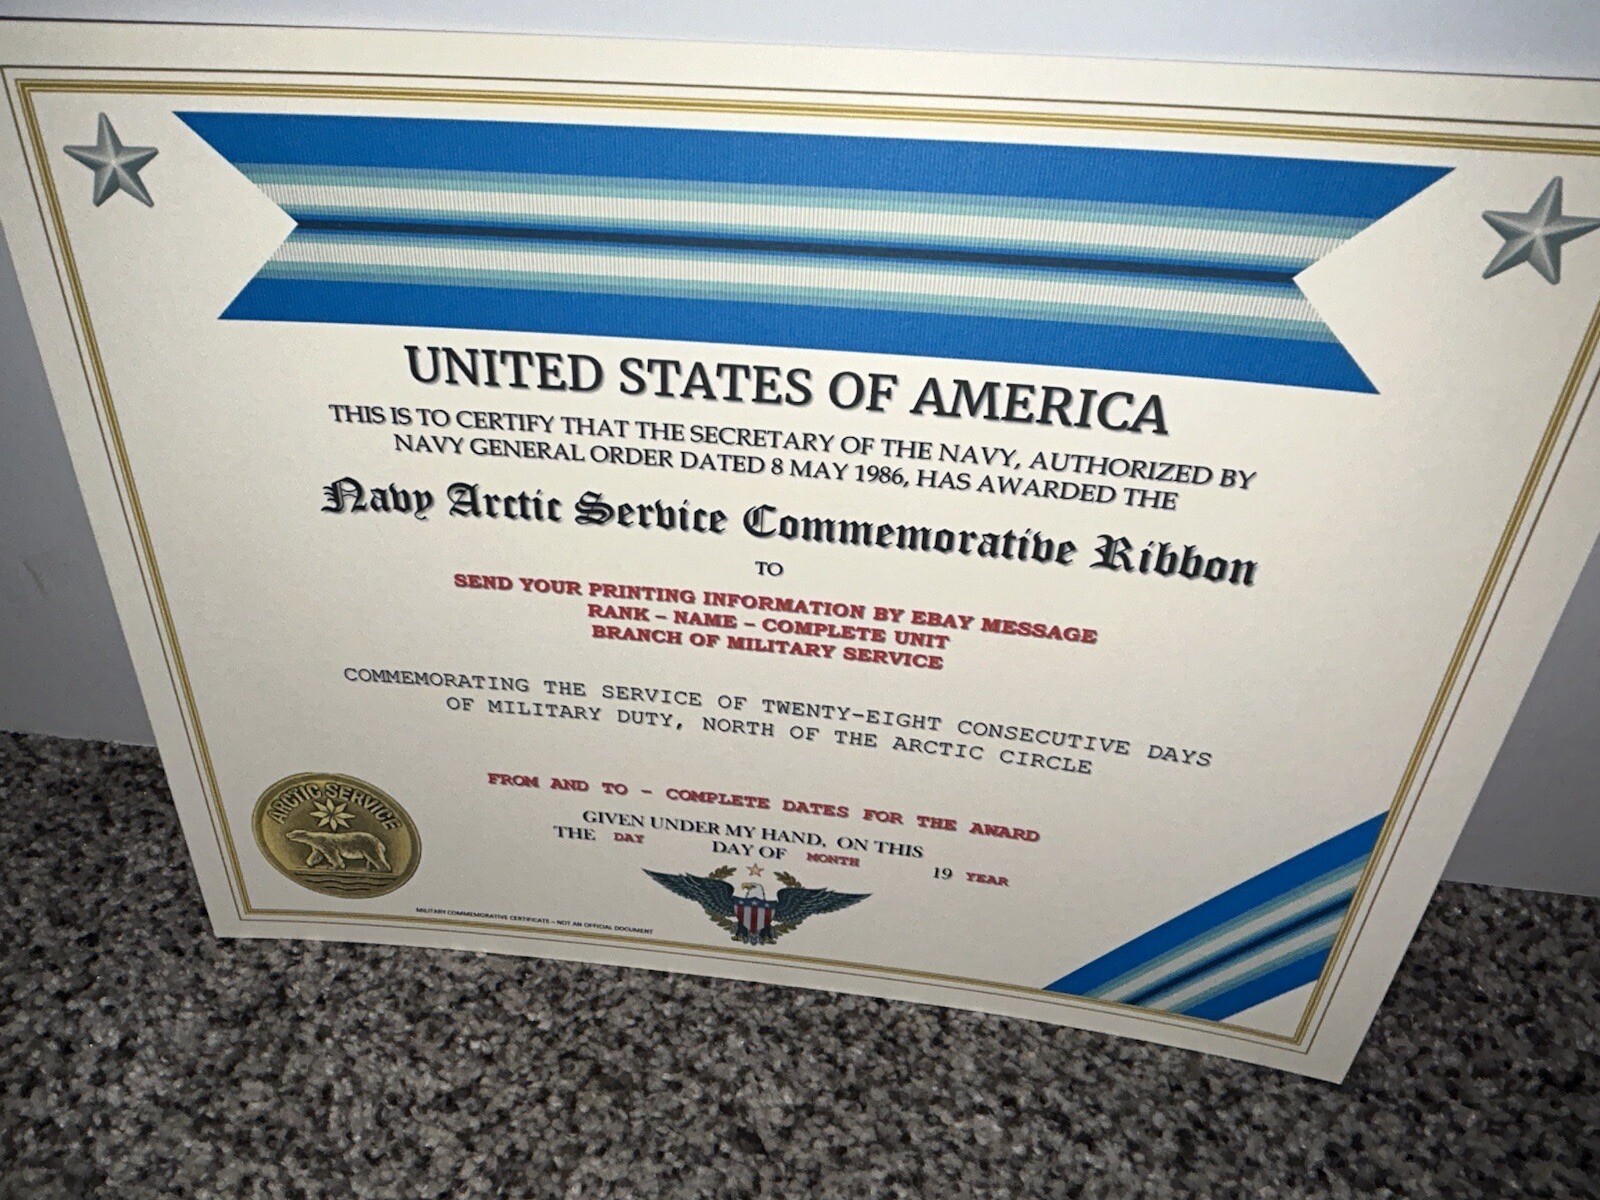 UNITED STATES OF AMERICA
THIS IS TO CERTIFY THAT THE SECRETARY OF THE NAVY, AUTHORIZED BY
NAVY GENERAL ORDER DATED 8 MAY 1986, HAS AWARDED THE
Navy Arctic Service Commemorative Ribbon
TO
SEND YOUR PRINTING INFORMATION BY EBAY MESSAGE
RANK – NAME – COMPLETE UNIT
BRANCH OF MILITARY SERVICE
COMMEMORATING THE SERVICE OF TWENTY-EIGHT CONSECUTIVE DAYS
OF MILITARY DUTY, NORTH OF THE ARCTIC CIRCLE
FROM AND TO – COMPLETE DATES FOR THE AWARD
GIVEN UNDER MY HAND, ON THIS
THE DAY DAY OF MONTH 19 YEAR
ARCTIC SERVICE
MILITARY COMMEMORATIVE CERTIFICATE – NOT AN OFFICIAL DOCUMENT